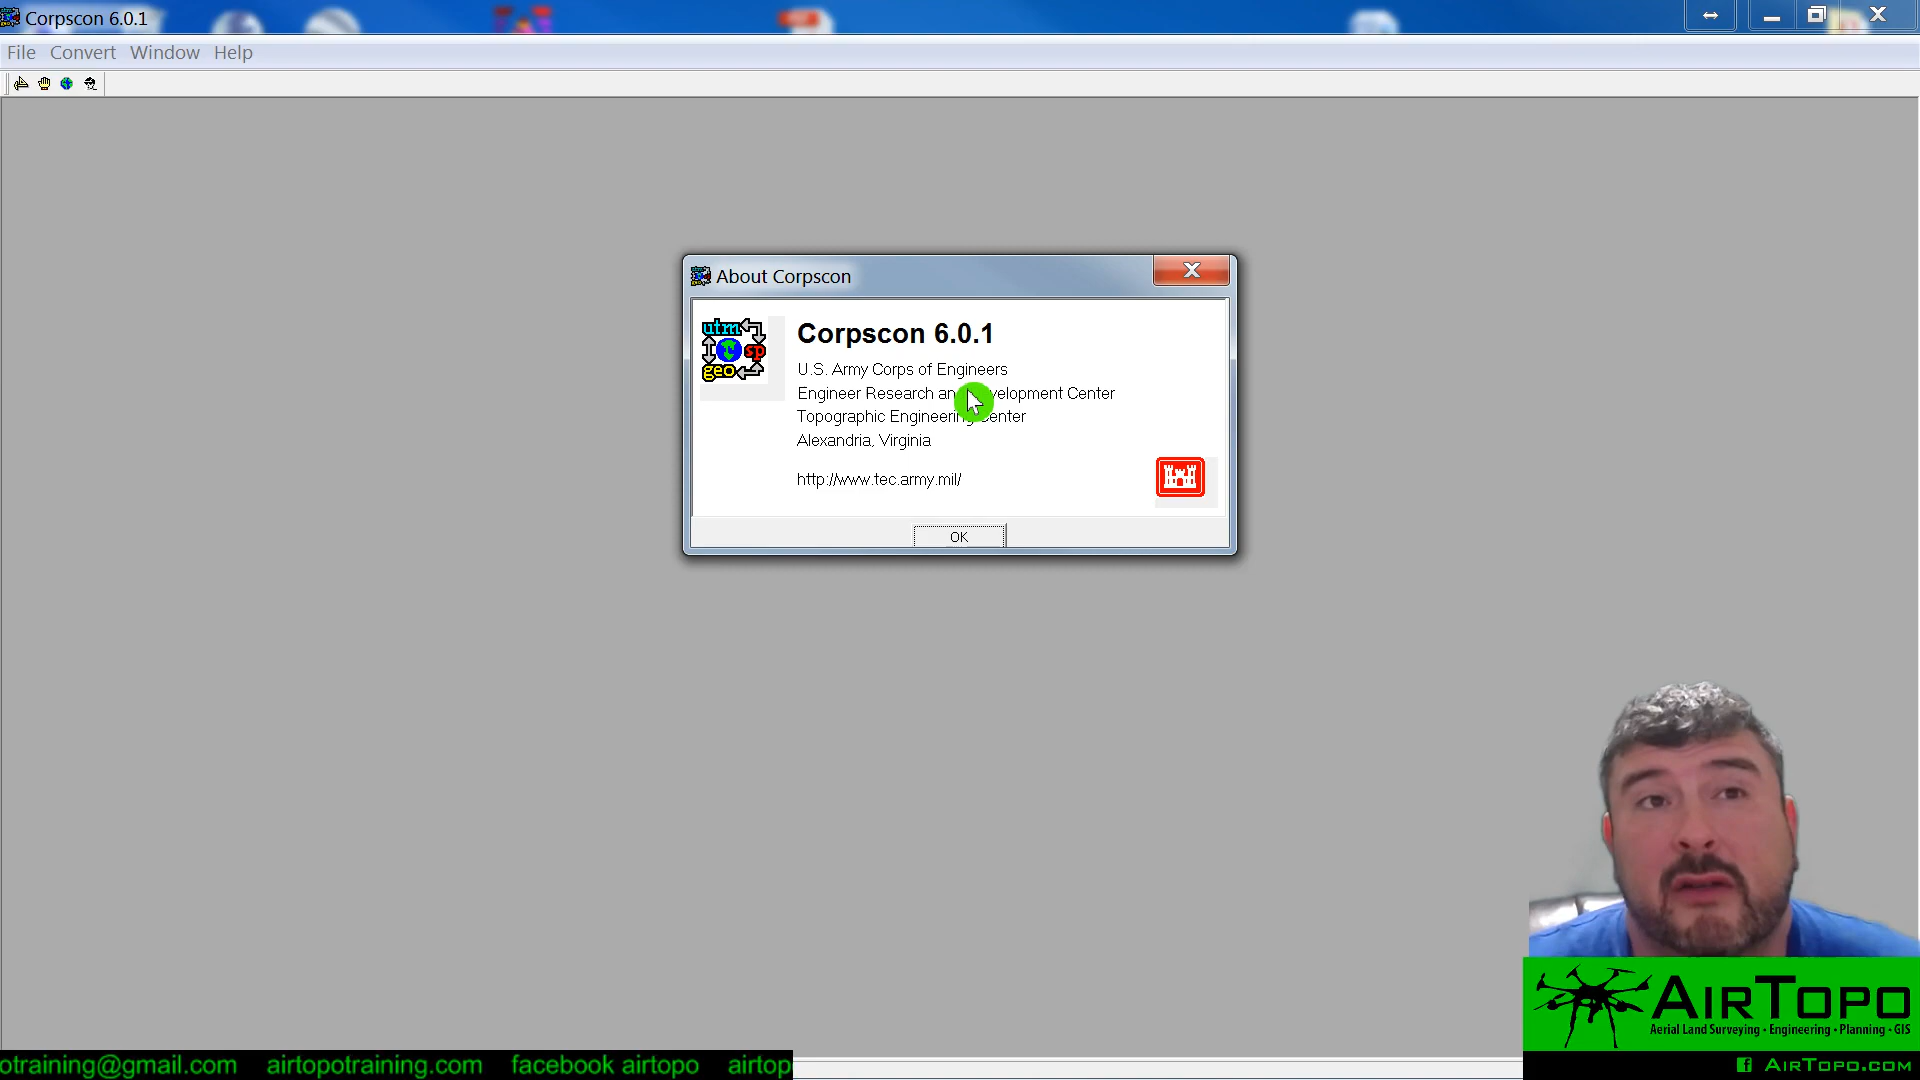 Corpscon 6.0.1
File Convert Window Help
About Corpscon
utm
sp
geo
Corpscon 6.0.1
U.S. Army Corps of Engineers
Engineer Research an velopment Center
Topographic Engineering Center
Alexandria, Virginia
http://www.tec.army.mil/
OK
AIRTOPO
Aerial Land Surveying • Engineering • Planning • GIS
otraining@gmail.com airtopotraining.com facebook airtopo airtop
f AIRTOPO.COM